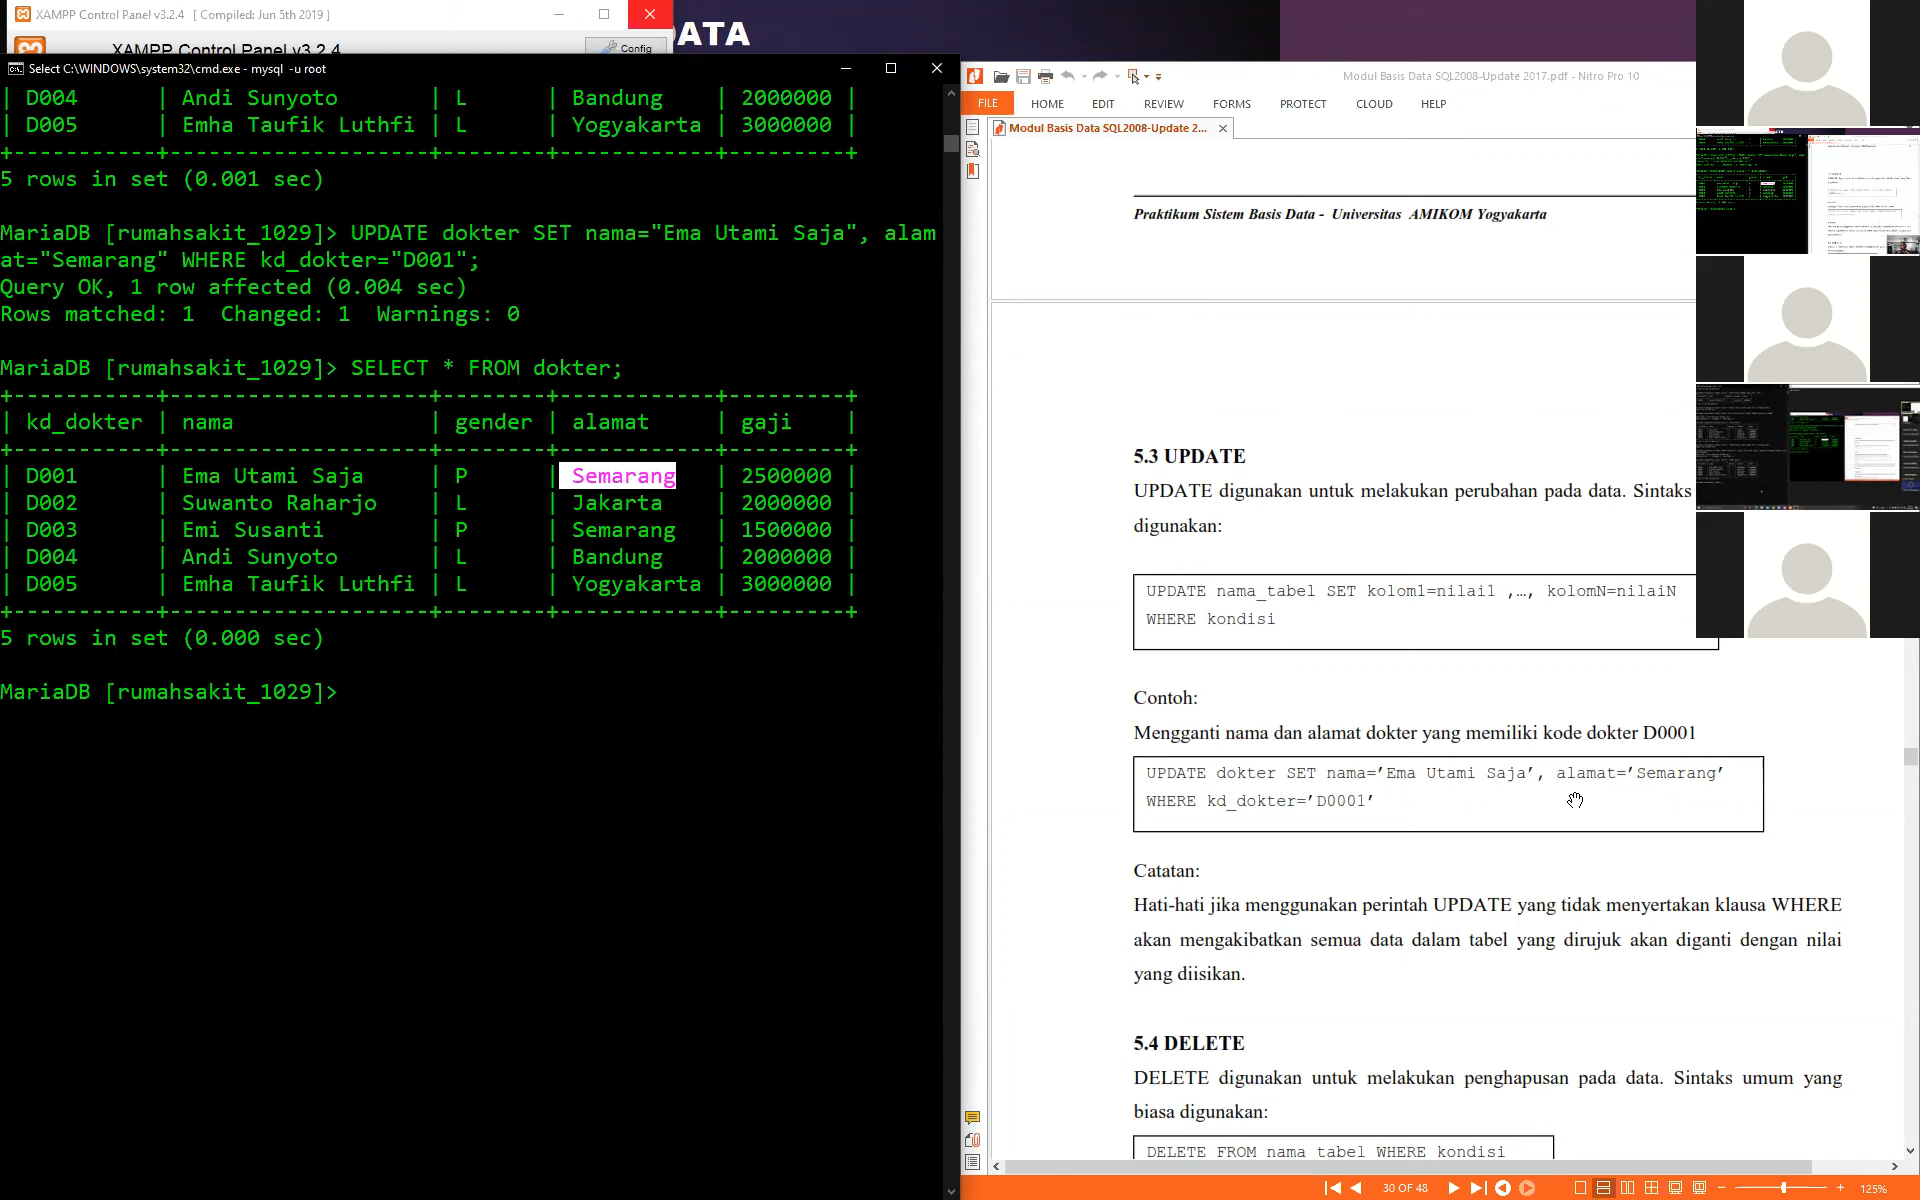 XAMPP Control Panel v3.2.4 [ Compiled: Jun 5th 2019 ]
XAMPP Control Panel v3.2.4
Config
ATA
Select C:\WINDOWS\system32\cmd.exe - mysql -u root
| D004 | Andi Sunyoto | L | Bandung | 2000000 |
| D005 | Emha Taufik Luthfi | L | Yogyakarta | 3000000 |
5 rows in set (0.001 sec)
MariaDB [rumahsakit_1029]> UPDATE dokter SET nama="Ema Utami Saja", alam
at="Semarang" WHERE kd_dokter="D001";
Query OK, 1 row affected (0.004 sec)
Rows matched: 1 Changed: 1 Warnings: 0
MariaDB [rumahsakit_1029]> SELECT * FROM dokter;
| kd_dokter | nama | gender | alamat | gaji |
| D001 | Ema Utami Saja | P | Semarang | 2500000 |
| D002 | Suwanto Raharjo | L | Jakarta | 2000000 |
| D003 | Emi Susanti | P | Semarang | 1500000 |
| D004 | Andi Sunyoto | L | Bandung | 2000000 |
| D005 | Emha Taufik Luthfi | L | Yogyakarta | 3000000 |
5 rows in set (0.000 sec)
MariaDB [rumahsakit_1029]>
Modul Basis Data SQL2008-Update 2017.pdf - Nitro Pro 10
FILE HOME EDIT REVIEW FORMS PROTECT CLOUD HELP
Modul Basis Data SQL2008-Update 2...
Praktikum Sistem Basis Data - Universitas AMIKOM Yogyakarta
5.3 UPDATE
UPDATE digunakan untuk melakukan perubahan pada data. Sintaks
digunakan:
UPDATE nama_tabel SET kolom1=nilai1 ,…, kolomN=nilaiN
WHERE kondisi
Contoh:
Mengganti nama dan alamat dokter yang memiliki kode dokter D0001
UPDATE dokter SET nama=’Ema Utami Saja’, alamat=’Semarang’
WHERE kd_dokter=’D0001’
Catatan:
Hati-hati jika menggunakan perintah UPDATE yang tidak menyertakan klausa WHERE
akan mengakibatkan semua data dalam tabel yang dirujuk akan diganti dengan nilai
yang diisikan.
5.4 DELETE
DELETE digunakan untuk melakukan penghapusan pada data. Sintaks umum yang
biasa digunakan:
DELETE FROM nama_tabel WHERE kondisi
30 OF 48
125%